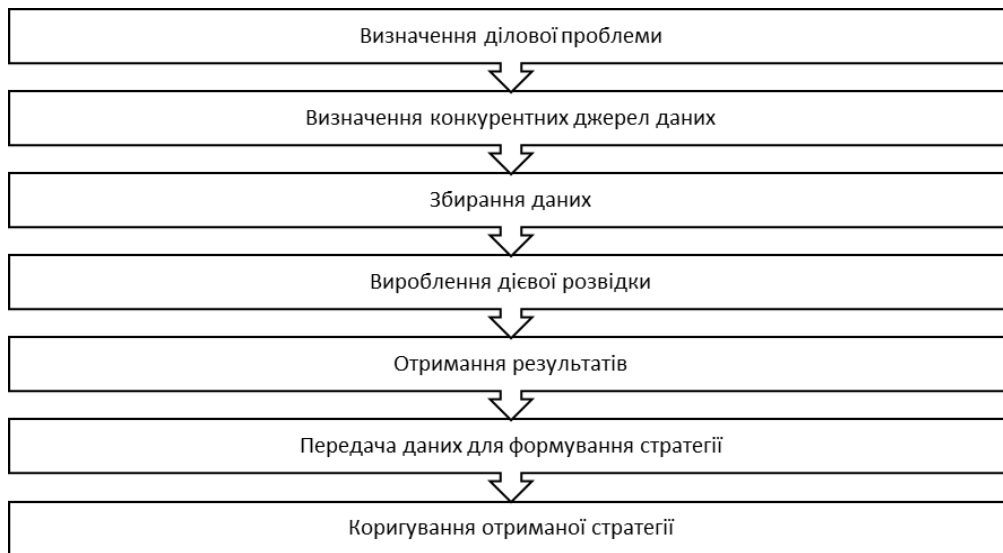 Визначення ділової проблеми
Визначення конкурентних джерел даних
Збирання даних
Вироблення дієвої розвідки
Отримання результатів
Передача даних для формування стратегії
Коригування отриманої стратегії